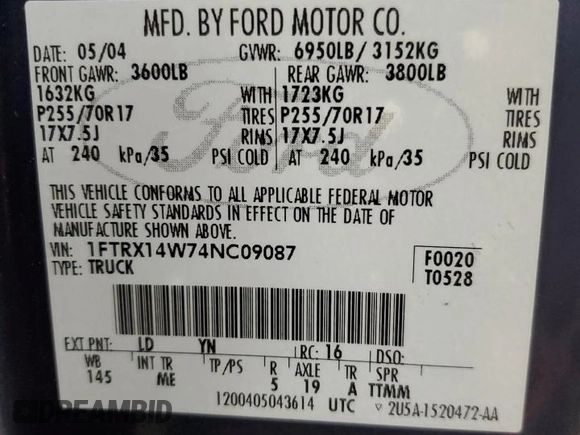 MFD. BY FORD MOTOR CO.
DATE: 05/04 GVWR: 6950LB / 3152KG
FRONT GAWR: 3600LB REAR GAWR: 3800LB
1632KG WITH 1723KG WITH
P255/70R17 TIRES P255/70R17 TIRES
17X7.5J RIMS 17X7.5J RIMS
AT 240 kPa/35 PSI COLD AT 240 kPa/35 PSI COLD
THIS VEHICLE CONFORMS TO ALL APPLICABLE FEDERAL MOTOR
VEHICLE SAFETY STANDARDS IN EFFECT ON THE DATE OF
MANUFACTURE SHOWN ABOVE.
VIN: 1FTRX14W74NC09087 F0020
TYPE: TRUCK T0528
EXT PNT: LD YN RC: 16 DSO:
WB INT TR TP/PS R AXLE TR SPR
145 ME 5 19 A TTMM
1200405043614 UTC 2U5A-1520472-AA
Ford
DREAMBID